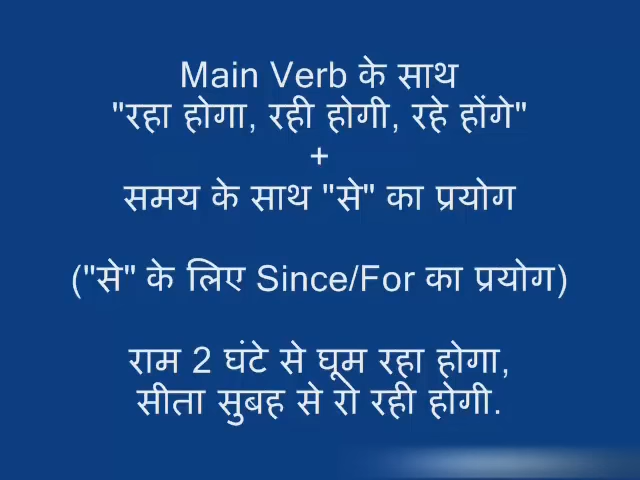 Main Verb के साथ
"रहा होगा, रही होगी, रहे होंगे"
+
समय के साथ "से" का प्रयोग
("से" के लिए Since/For का प्रयोग)
राम 2 घंटे से घूम रहा होगा,
सीता सुबह से रो रही होगी.